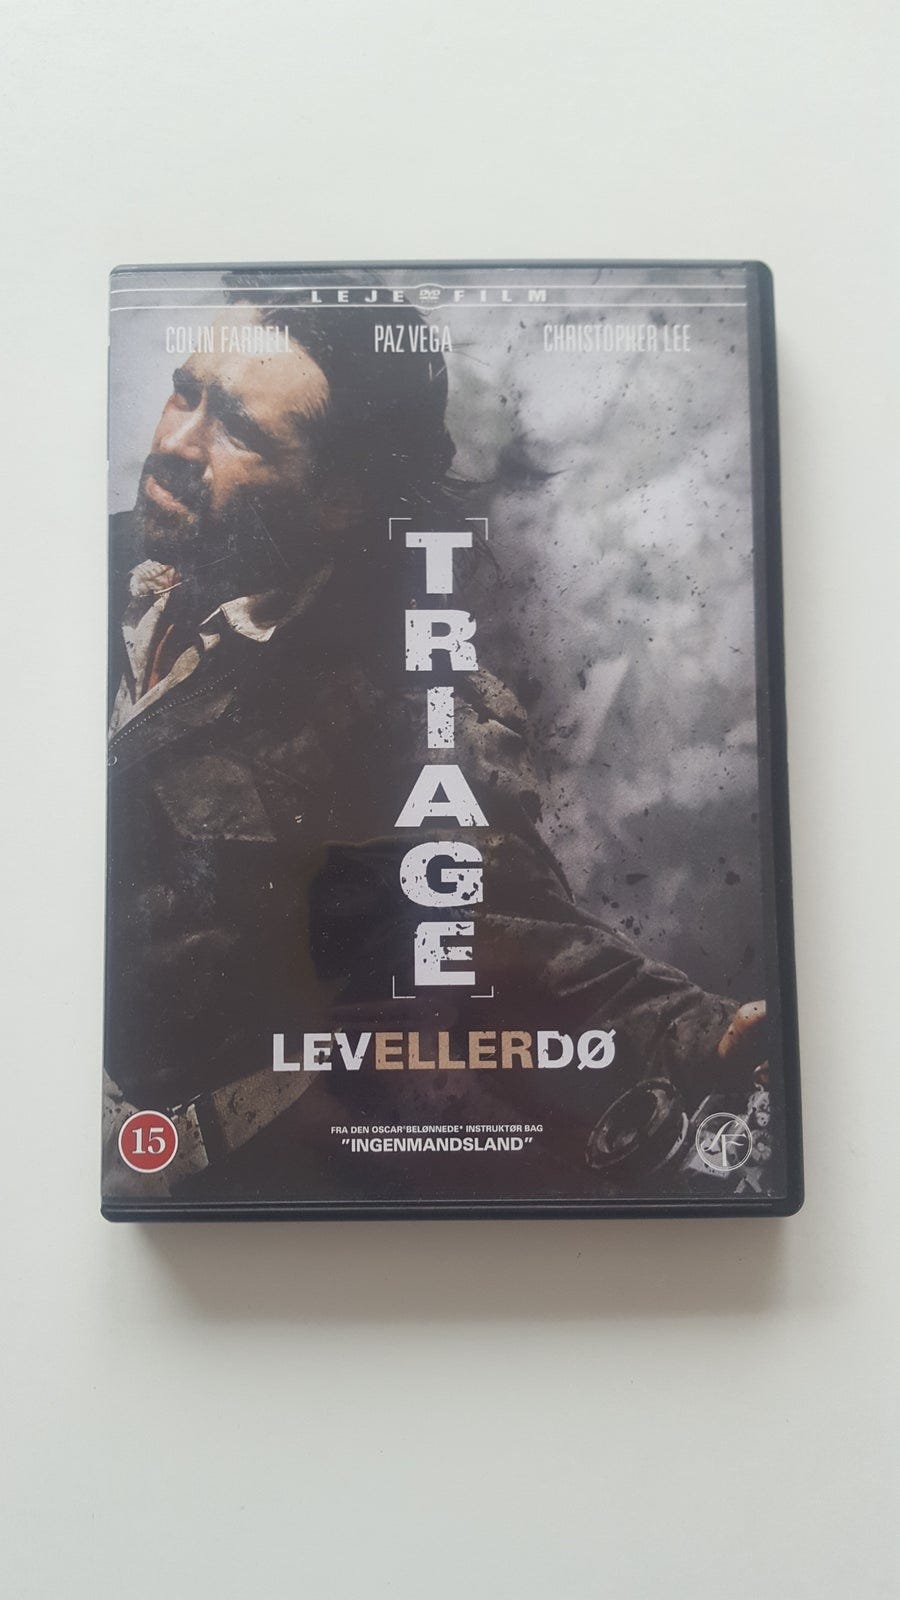 LEJE DVD FILM
COLIN FARRELL PAZ VEGA CHRISTOPHER LEE
TRIAGE
LEVELLERDØ
15
FRA DEN OSCAR®BELØNNEDE* INSTRUKTØR BAG
"INGENMANDSLAND"
SF